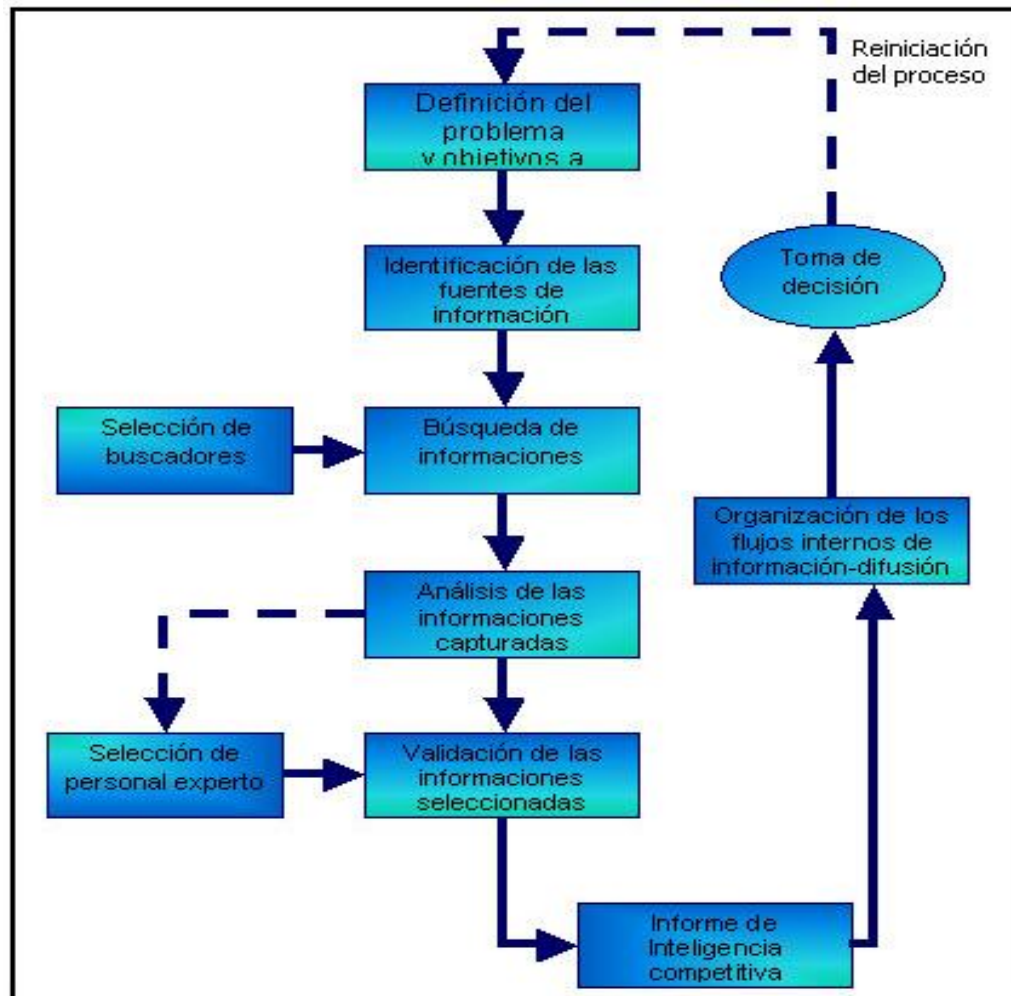 Reiniciación
del proceso
Definición del
problema
y objetivos a
Identificación de las
fuentes de
información
Toma de
decisión
Selección de
buscadores
Búsqueda de
informaciones
Organización de los
flujos internos de
información-difusión
Análisis de las
informaciones
capturadas
Selección de
personal experto
Validación de las
informaciones
seleccionadas
Informe de
Inteligencia
competitiva